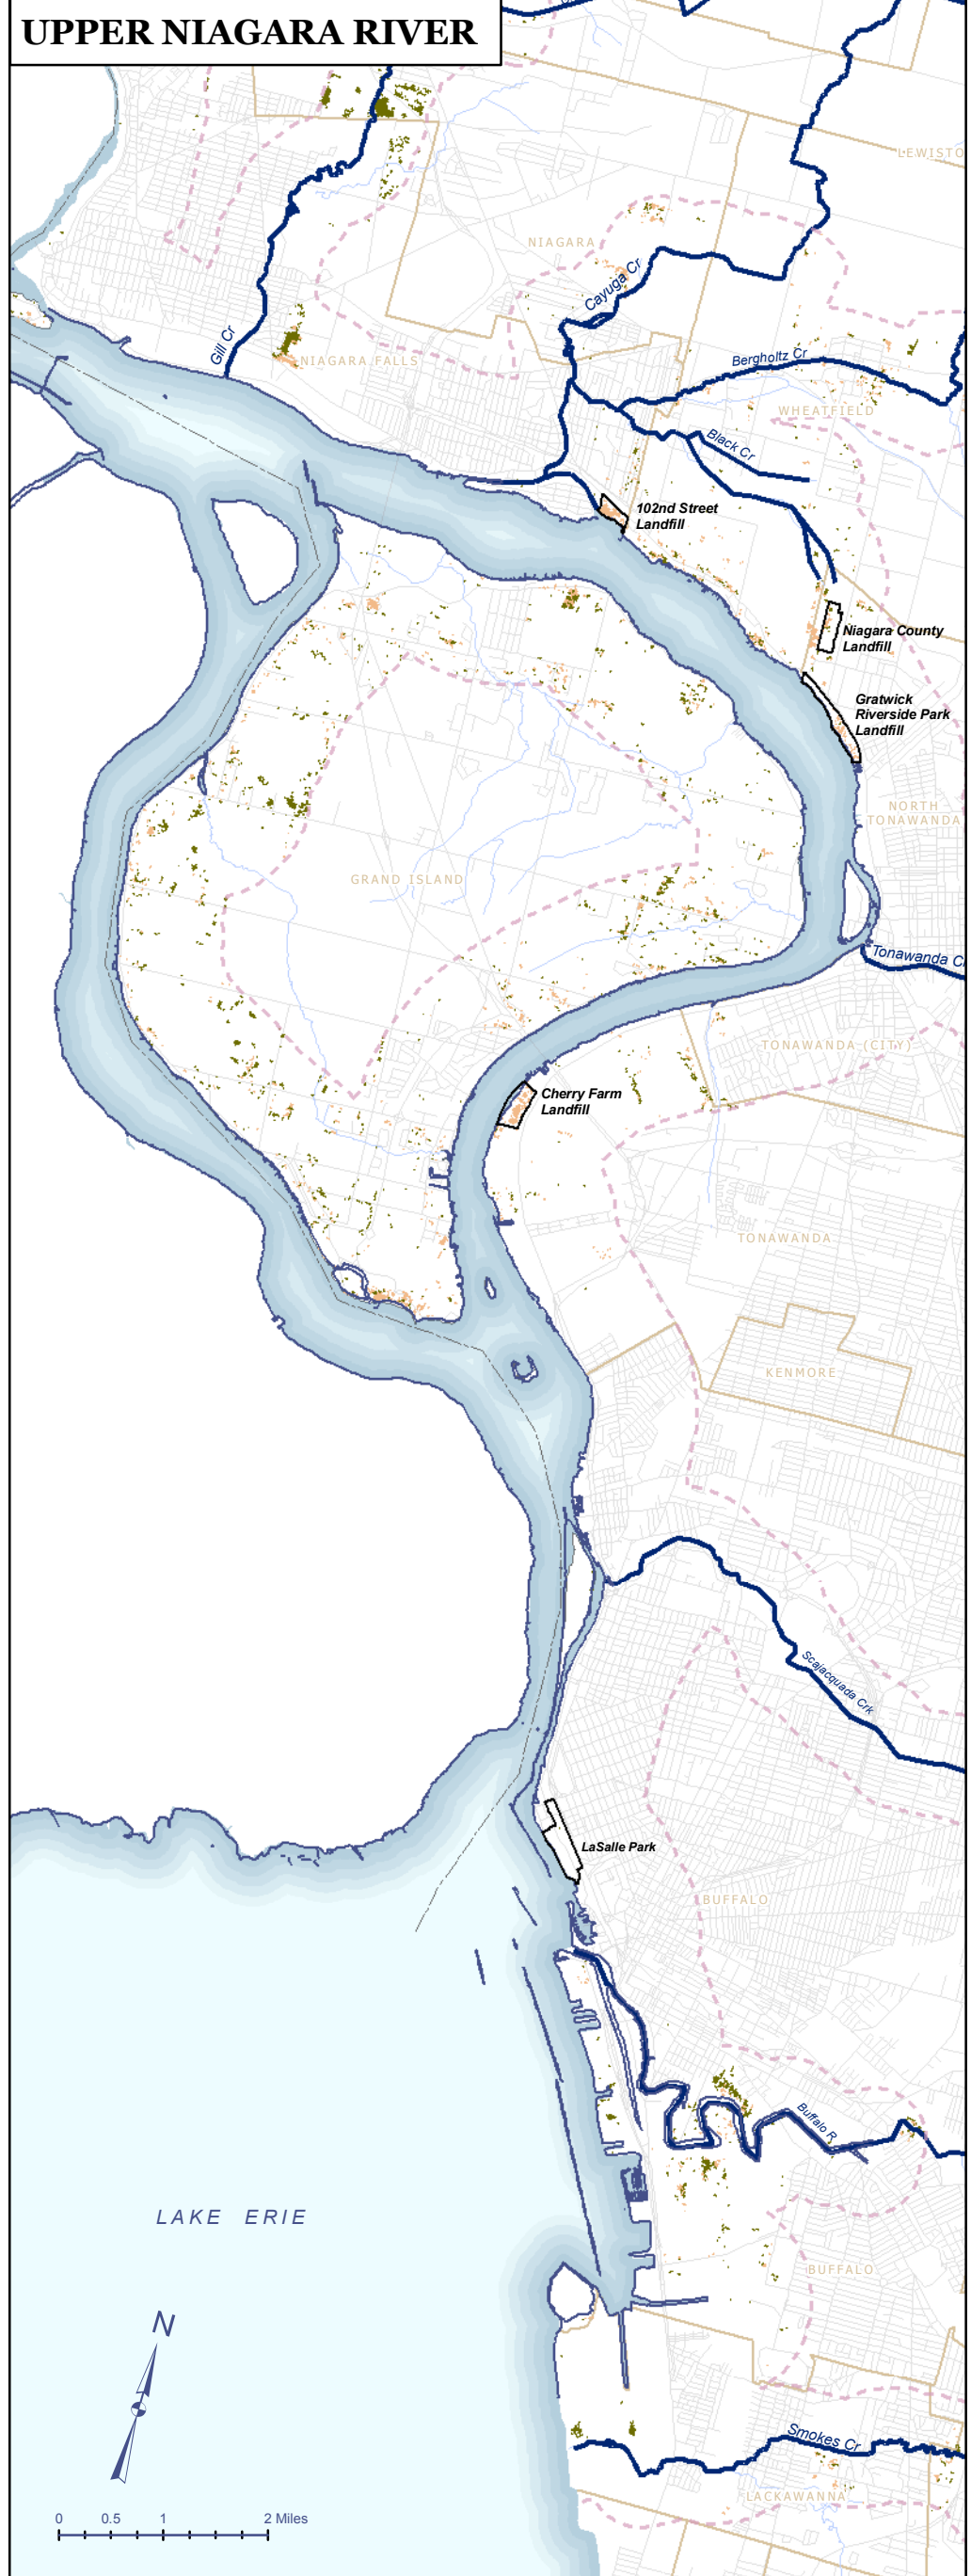 UPPER NIAGARA RIVER
LEWISTO
NIAGARA
Cayuga Cr
Gill Cr
NIAGARA FALLS
Bergholtz Cr
WHEATFIELD
Black Cr
102nd Street
Landfill
Niagara County
Landfill
Gratwick
Riverside Park
Landfill
NORTH
TONAWANDA
GRAND ISLAND
Tonawanda C
TONAWANDA (CITY)
Cherry Farm
Landfill
TONAWANDA
KENMORE
Scajacquada Crk
LaSalle Park
BUFFALO
Buffalo R
LAKE ERIE
BUFFALO
N
Smokes Cr
LACKAWANNA
0 0.5 1 2 Miles